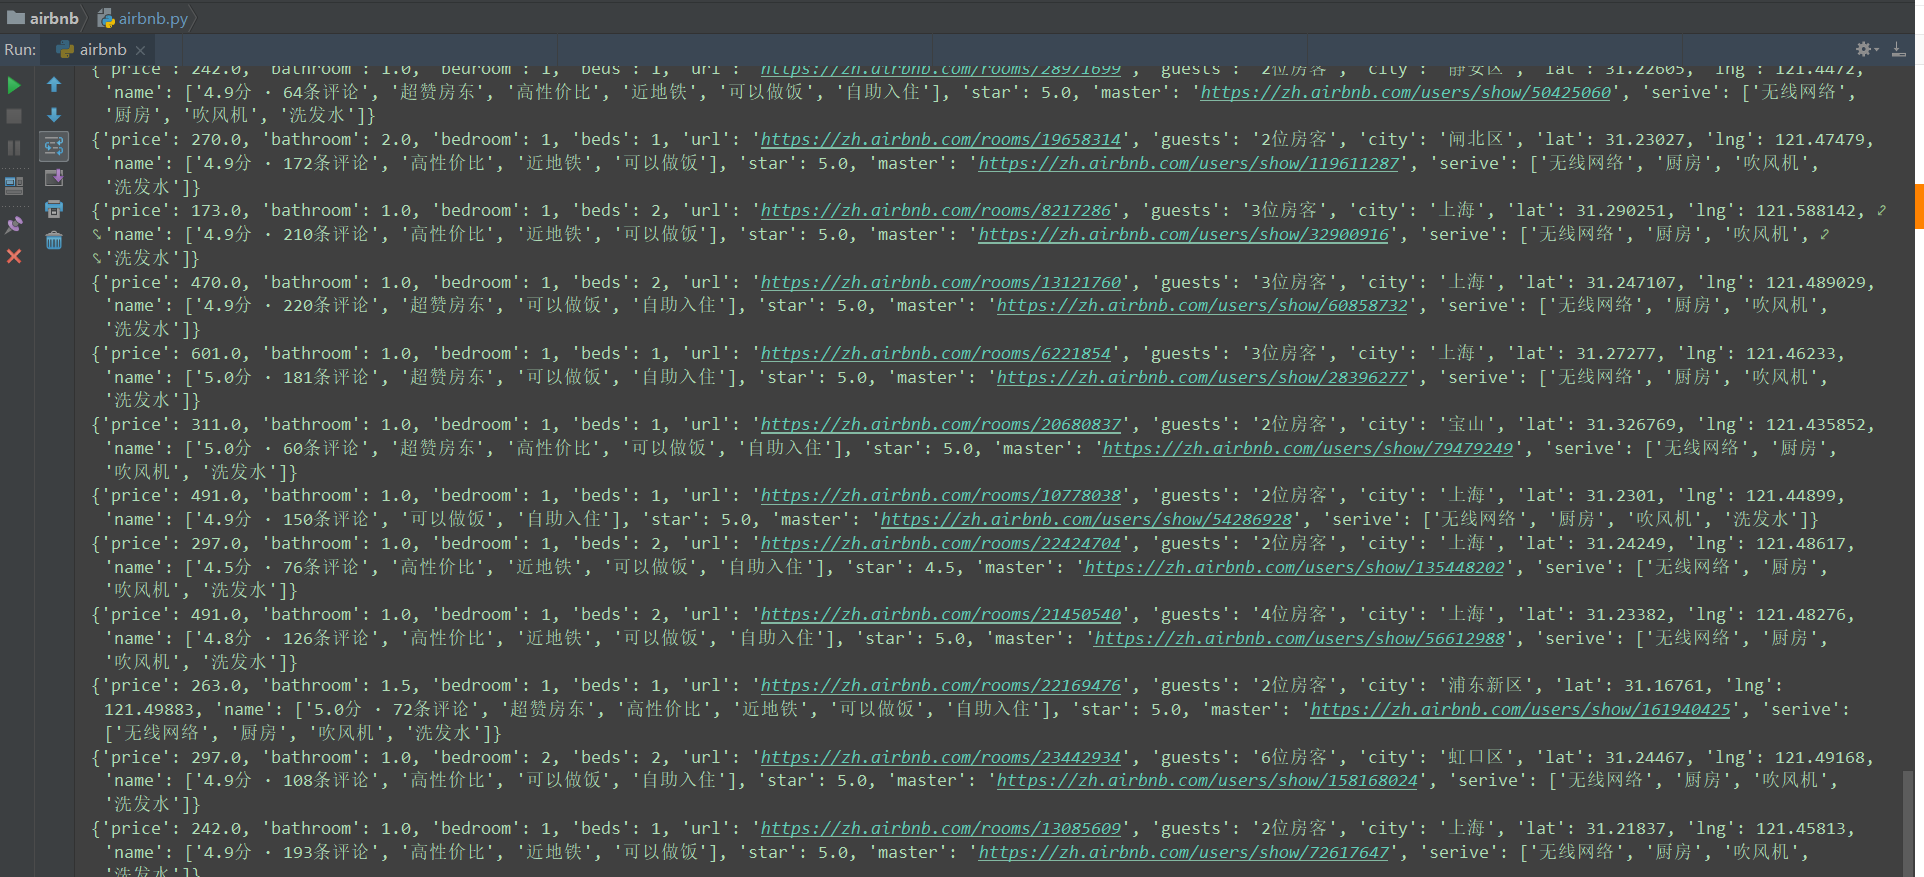 airbnb airbnb.py
Run: airbnb
{'price': 242.0, 'bathroom': 1.0, 'bedroom': 1, 'beds': 1, 'url': 'https://zh.airbnb.com/rooms/28971699', 'guests': '2位房客', 'city': '静安区', 'lat': 31.22605, 'lng': 121.4472,
'name': ['4.9分 · 64条评论', '超赞房东', '高性价比', '近地铁', '可以做饭', '自助入住'], 'star': 5.0, 'master': 'https://zh.airbnb.com/users/show/50425060', 'serive': ['无线网络',
'厨房', '吹风机', '洗发水']}
{'price': 270.0, 'bathroom': 2.0, 'bedroom': 1, 'beds': 1, 'url': 'https://zh.airbnb.com/rooms/19658314', 'guests': '2位房客', 'city': '闸北区', 'lat': 31.23027, 'lng': 121.47479,
'name': ['4.9分 · 172条评论', '高性价比', '近地铁', '可以做饭'], 'star': 5.0, 'master': 'https://zh.airbnb.com/users/show/119611287', 'serive': ['无线网络', '厨房', '吹风机',
'洗发水']}
{'price': 173.0, 'bathroom': 1.0, 'bedroom': 1, 'beds': 2, 'url': 'https://zh.airbnb.com/rooms/8217286', 'guests': '3位房客', 'city': '上海', 'lat': 31.290251, 'lng': 121.588142,
'name': ['4.9分 · 210条评论', '高性价比', '近地铁', '可以做饭'], 'star': 5.0, 'master': 'https://zh.airbnb.com/users/show/32900916', 'serive': ['无线网络', '厨房', '吹风机',
'洗发水']}
{'price': 470.0, 'bathroom': 1.0, 'bedroom': 1, 'beds': 2, 'url': 'https://zh.airbnb.com/rooms/13121760', 'guests': '3位房客', 'city': '上海', 'lat': 31.247107, 'lng': 121.489029,
'name': ['4.9分 · 220条评论', '超赞房东', '可以做饭', '自助入住'], 'star': 5.0, 'master': 'https://zh.airbnb.com/users/show/60858732', 'serive': ['无线网络', '厨房', '吹风机',
'洗发水']}
{'price': 601.0, 'bathroom': 1.0, 'bedroom': 1, 'beds': 1, 'url': 'https://zh.airbnb.com/rooms/6221854', 'guests': '3位房客', 'city': '上海', 'lat': 31.27277, 'lng': 121.46233,
'name': ['5.0分 · 181条评论', '超赞房东', '可以做饭', '自助入住'], 'star': 5.0, 'master': 'https://zh.airbnb.com/users/show/28396277', 'serive': ['无线网络', '厨房', '吹风机',
'洗发水']}
{'price': 311.0, 'bathroom': 1.0, 'bedroom': 1, 'beds': 1, 'url': 'https://zh.airbnb.com/rooms/20680837', 'guests': '2位房客', 'city': '宝山', 'lat': 31.326769, 'lng': 121.435852,
'name': ['5.0分 · 60条评论', '超赞房东', '高性价比', '可以做饭', '自助入住'], 'star': 5.0, 'master': 'https://zh.airbnb.com/users/show/79479249', 'serive': ['无线网络', '厨房',
'吹风机', '洗发水']}
{'price': 491.0, 'bathroom': 1.0, 'bedroom': 1, 'beds': 1, 'url': 'https://zh.airbnb.com/rooms/10778038', 'guests': '2位房客', 'city': '上海', 'lat': 31.2301, 'lng': 121.44899,
'name': ['4.9分 · 150条评论', '可以做饭', '自助入住'], 'star': 5.0, 'master': 'https://zh.airbnb.com/users/show/54286928', 'serive': ['无线网络', '厨房', '吹风机', '洗发水']}
{'price': 297.0, 'bathroom': 1.0, 'bedroom': 1, 'beds': 2, 'url': 'https://zh.airbnb.com/rooms/22424704', 'guests': '2位房客', 'city': '上海', 'lat': 31.24249, 'lng': 121.48617,
'name': ['4.5分 · 76条评论', '高性价比', '近地铁', '可以做饭', '自助入住'], 'star': 4.5, 'master': 'https://zh.airbnb.com/users/show/135448202', 'serive': ['无线网络', '厨房',
'吹风机', '洗发水']}
{'price': 491.0, 'bathroom': 1.0, 'bedroom': 1, 'beds': 2, 'url': 'https://zh.airbnb.com/rooms/21450540', 'guests': '4位房客', 'city': '上海', 'lat': 31.23382, 'lng': 121.48276,
'name': ['4.8分 · 126条评论', '高性价比', '近地铁', '可以做饭', '自助入住'], 'star': 5.0, 'master': 'https://zh.airbnb.com/users/show/56612988', 'serive': ['无线网络', '厨房',
'吹风机', '洗发水']}
{'price': 263.0, 'bathroom': 1.5, 'bedroom': 1, 'beds': 1, 'url': 'https://zh.airbnb.com/rooms/22169476', 'guests': '2位房客', 'city': '浦东新区', 'lat': 31.16761, 'lng':
121.49883, 'name': ['5.0分 · 72条评论', '超赞房东', '高性价比', '近地铁', '可以做饭', '自助入住'], 'star': 5.0, 'master': 'https://zh.airbnb.com/users/show/161940425', 'serive':
['无线网络', '厨房', '吹风机', '洗发水']}
{'price': 297.0, 'bathroom': 1.0, 'bedroom': 2, 'beds': 2, 'url': 'https://zh.airbnb.com/rooms/23442934', 'guests': '6位房客', 'city': '虹口区', 'lat': 31.24467, 'lng': 121.49168,
'name': ['4.9分 · 108条评论', '高性价比', '可以做饭', '自助入住'], 'star': 5.0, 'master': 'https://zh.airbnb.com/users/show/158168024', 'serive': ['无线网络', '厨房', '吹风机',
'洗发水']}
{'price': 242.0, 'bathroom': 1.0, 'bedroom': 1, 'beds': 1, 'url': 'https://zh.airbnb.com/rooms/13085609', 'guests': '2位房客', 'city': '上海', 'lat': 31.21837, 'lng': 121.45813,
'name': ['4.9分 · 193条评论', '高性价比', '近地铁', '可以做饭'], 'star': 5.0, 'master': 'https://zh.airbnb.com/users/show/72617647', 'serive': ['无线网络', '厨房', '吹风机',
'洗发水']}